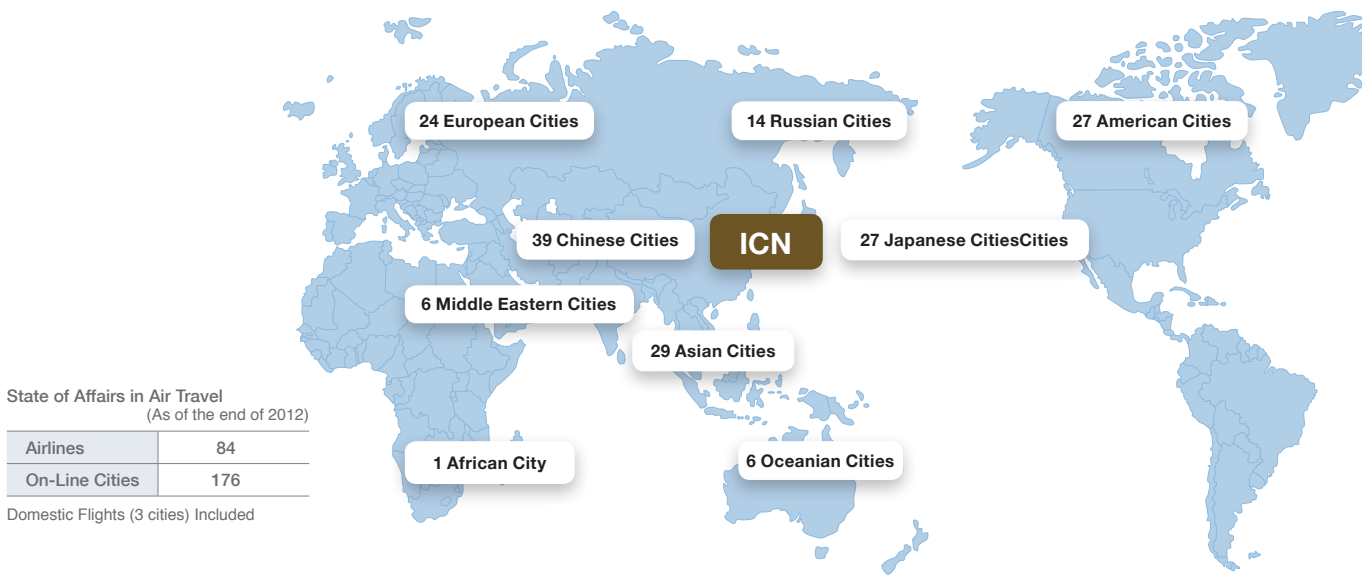 24 European Cities
14 Russian Cities
27 American Cities
39 Chinese Cities
ICN
27 Japanese CitiesCities
6 Middle Eastern Cities
29 Asian Cities
1 African City
6 Oceanian Cities
State of Affairs in Air Travel
(As of the end of 2012)
Airlines 84
On-Line Cities 176
Domestic Flights (3 cities) Included